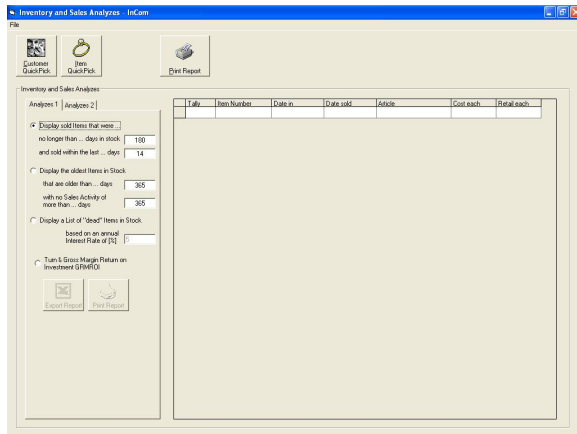 Inventory and Sales Analyzes - InCom
File
Customer QuickPick
Item QuickPick
Print Report
Inventory and Sales Analyzes
Analyzes 1
Analyzes 2
Display sold Items that were ...
no longer than ... days in stock 180
and sold within the last ... days 14
Display the oldest Items in Stock
that are older than ... days 365
with no Sales Activity of
more than ... days 365
Display a List of "dead" Items in Stock
based on an annual
Interest Rate of [%] 5
Turn & Gross Margin Return on
Investment GRMROI
Export Report
Print Report
Tally Item Number Date in Date sold Article Cost each Retail each